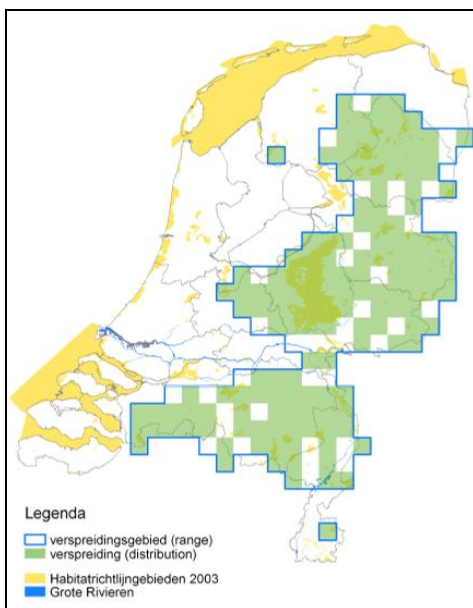 Legenda
verspreidingsgebied (range)
verspreiding (distribution)
Habitatrichtlijngebieden 2003
Grote Rivieren